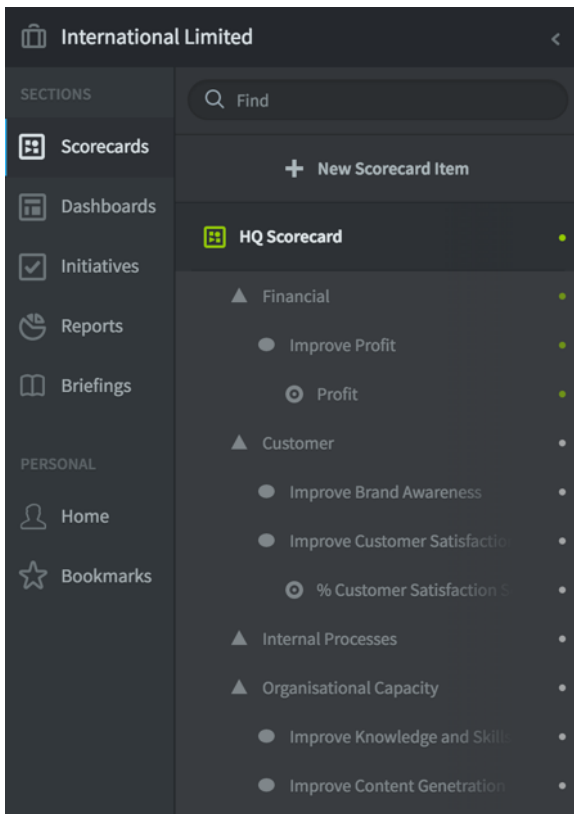 International Limited
SECTIONS
Scorecards
Dashboards
Initiatives
Reports
Briefings
PERSONAL
Home
Bookmarks
Find
New Scorecard Item
HQ Scorecard
Financial
Improve Profit
Profit
Customer
Improve Brand Awareness
Improve Customer Satisfactio
% Customer Satisfaction S
Internal Processes
Organisational Capacity
Improve Knowledge and Skills
Improve Content Genetration